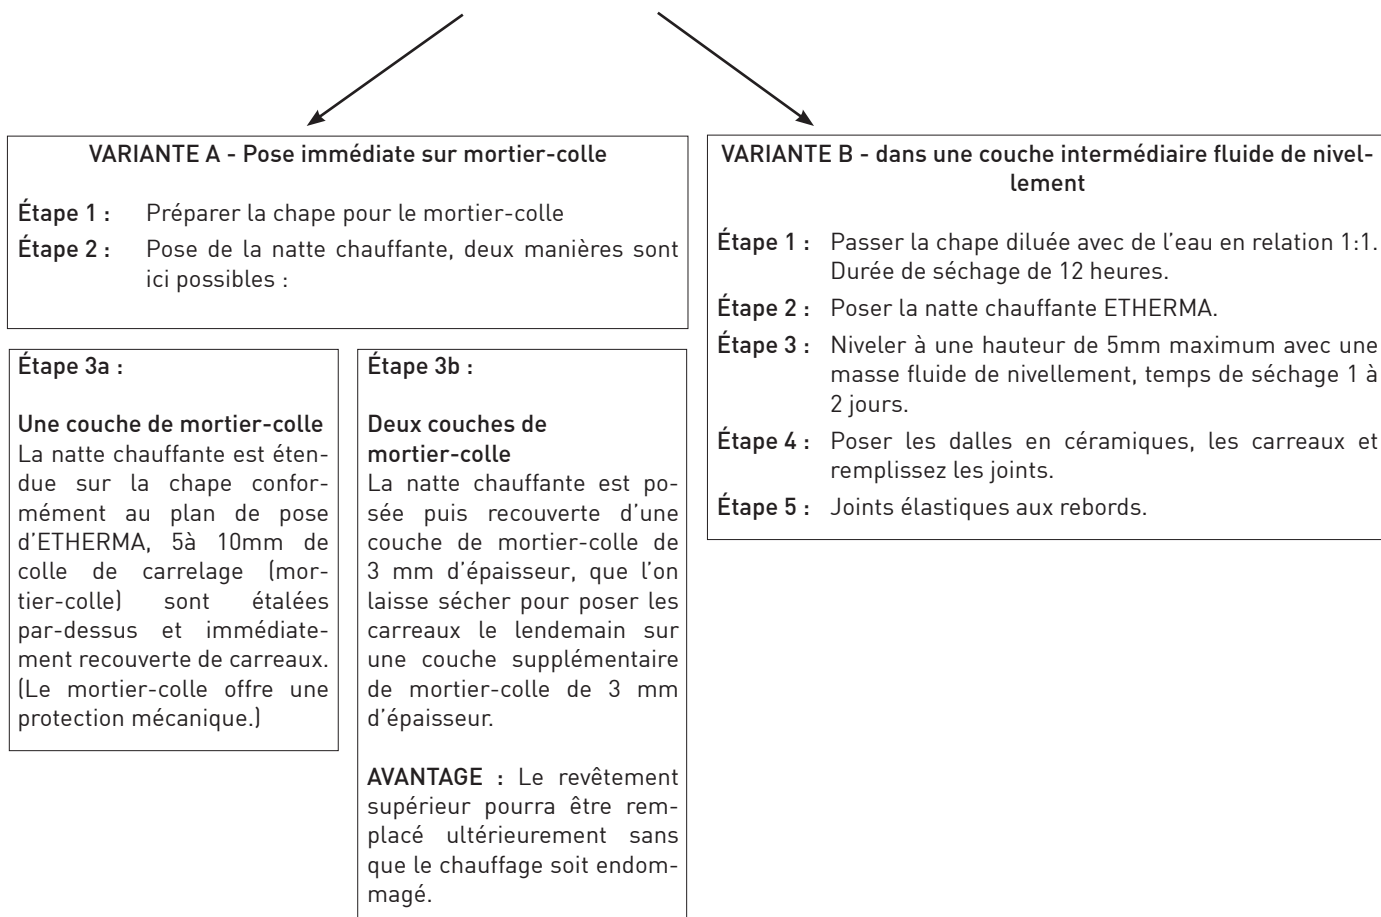 VARIANTE A - Pose immédiate sur mortier-colle
Étape 1 : Préparer la chape pour le mortier-colle
Étape 2 : Pose de la natte chauffante, deux manières sont
ici possibles :
Étape 3a :
Une couche de mortier-colle
La natte chauffante est éten-
due sur la chape confor-
mément au plan de pose
d'ETHERMA, 5à 10mm de
colle de carrelage (mor-
tier-colle) sont étalées
par-dessus et immédiate-
ment recouverte de carreaux.
(Le mortier-colle offre une
protection mécanique.)
Étape 3b :
Deux couches de
mortier-colle
La natte chauffante est po-
sée puis recouverte d'une
couche de mortier-colle de
3 mm d'épaisseur, que l'on
laisse sécher pour poser les
carreaux le lendemain sur
une couche supplémentaire
de mortier-colle de 3 mm
d'épaisseur.
AVANTAGE : Le revêtement
supérieur pourra être rem-
placé ultérieurement sans
que le chauffage soit endom-
magé.
VARIANTE B - dans une couche intermédiaire fluide de nivel-
lement
Étape 1 : Passer la chape diluée avec de l'eau en relation 1:1.
Durée de séchage de 12 heures.
Étape 2 : Poser la natte chauffante ETHERMA.
Étape 3 : Niveler à une hauteur de 5mm maximum avec une
masse fluide de nivellement, temps de séchage 1 à
2 jours.
Étape 4 : Poser les dalles en céramiques, les carreaux et
remplissez les joints.
Étape 5 : Joints élastiques aux rebords.